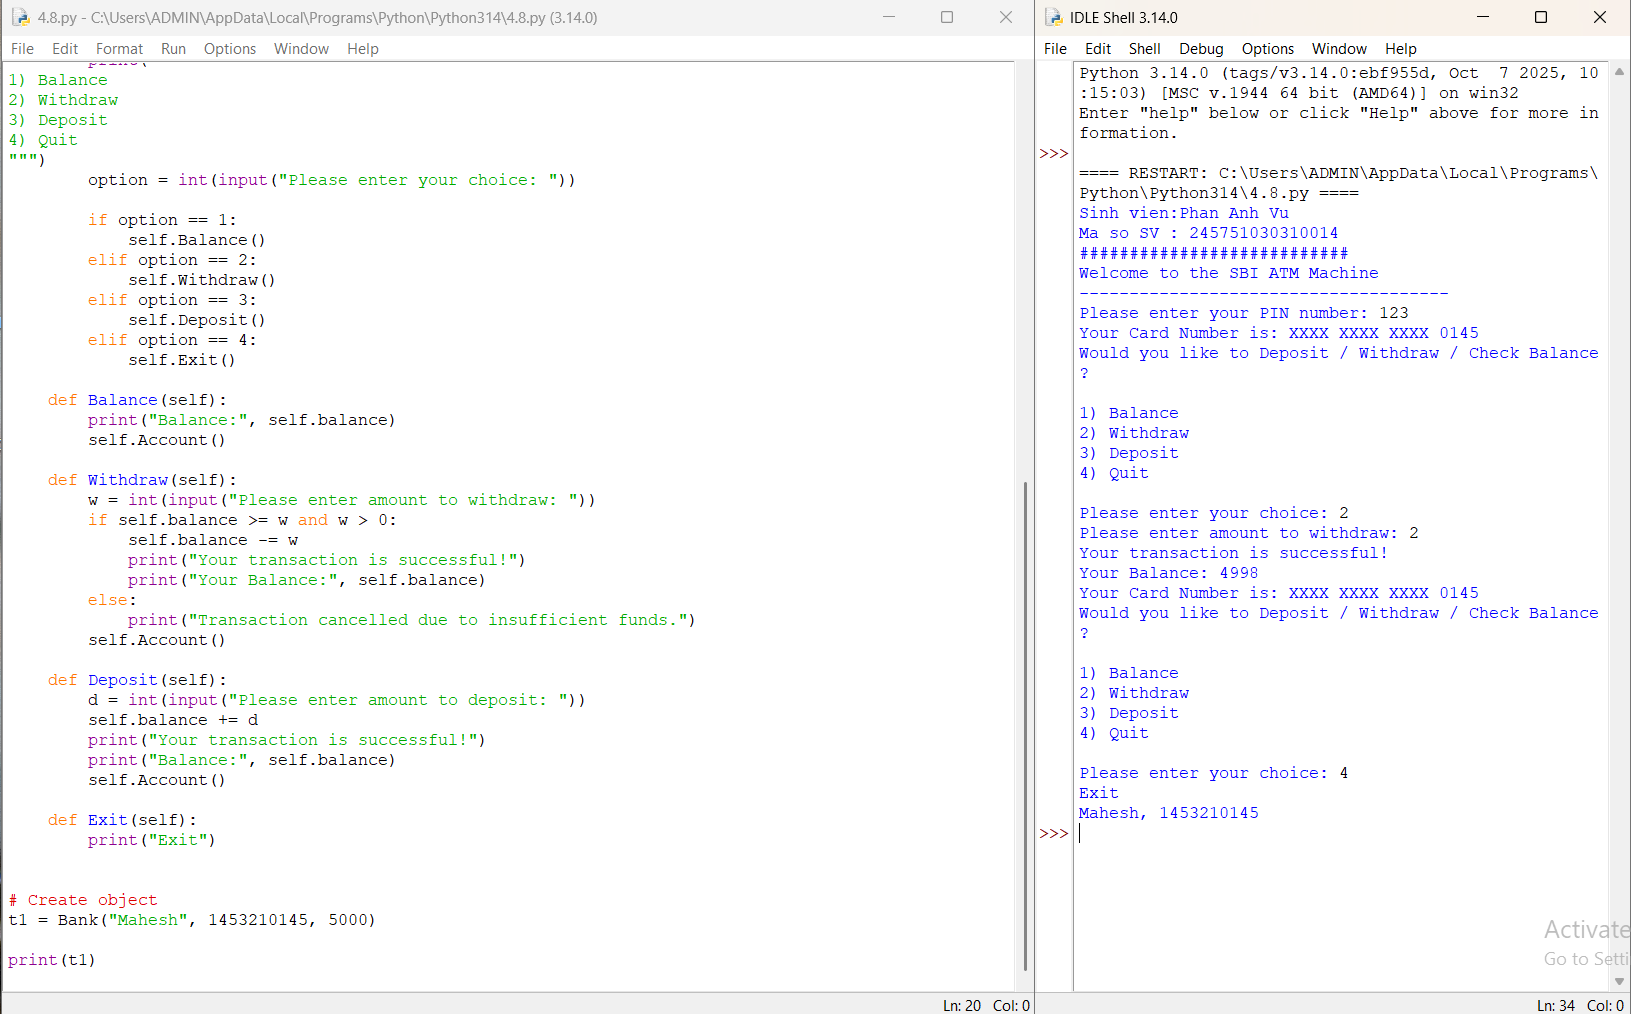 4.8.py - C:\Users\ADMIN\AppData\Local\Programs\Python\Python314\4.8.py (3.14.0)
File Edit Format Run Options Window Help
print(
1) Balance
2) Withdraw
3) Deposit
4) Quit
""")
        option = int(input("Please enter your choice: "))

        if option == 1:
            self.Balance()
        elif option == 2:
            self.Withdraw()
        elif option == 3:
            self.Deposit()
        elif option == 4:
            self.Exit()

    def Balance(self):
        print("Balance:", self.balance)
        self.Account()

    def Withdraw(self):
        w = int(input("Please enter amount to withdraw: "))
        if self.balance >= w and w > 0:
            self.balance -= w
            print("Your transaction is successful!")
            print("Your Balance:", self.balance)
        else:
            print("Transaction cancelled due to insufficient funds.")
        self.Account()

    def Deposit(self):
        d = int(input("Please enter amount to deposit: "))
        self.balance += d
        print("Your transaction is successful!")
        print("Balance:", self.balance)
        self.Account()

    def Exit(self):
        print("Exit")

# Create object
t1 = Bank("Mahesh", 1453210145, 5000)

print(t1)
Ln: 20 Col: 0
IDLE Shell 3.14.0
File Edit Shell Debug Options Window Help
Python 3.14.0 (tags/v3.14.0:ebf955d, Oct  7 2025, 10
:15:03) [MSC v.1944 64 bit (AMD64)] on win32
Enter "help" below or click "Help" above for more in
formation.
>>>
==== RESTART: C:\Users\ADMIN\AppData\Local\Programs\
Python\Python314\4.8.py ====
Sinh vien:Phan Anh Vu
Ma so SV : 245751030310014
###########################
Welcome to the SBI ATM Machine
-------------------------------------
Please enter your PIN number: 123
Your Card Number is: XXXX XXXX XXXX 0145
Would you like to Deposit / Withdraw / Check Balance
?

1) Balance
2) Withdraw
3) Deposit
4) Quit

Please enter your choice: 2
Please enter amount to withdraw: 2
Your transaction is successful!
Your Balance: 4998
Your Card Number is: XXXX XXXX XXXX 0145
Would you like to Deposit / Withdraw / Check Balance
?

1) Balance
2) Withdraw
3) Deposit
4) Quit

Please enter your choice: 4
Exit
Mahesh, 1453210145
>>>
Activate
Go to Setti
Ln: 34 Col: 0